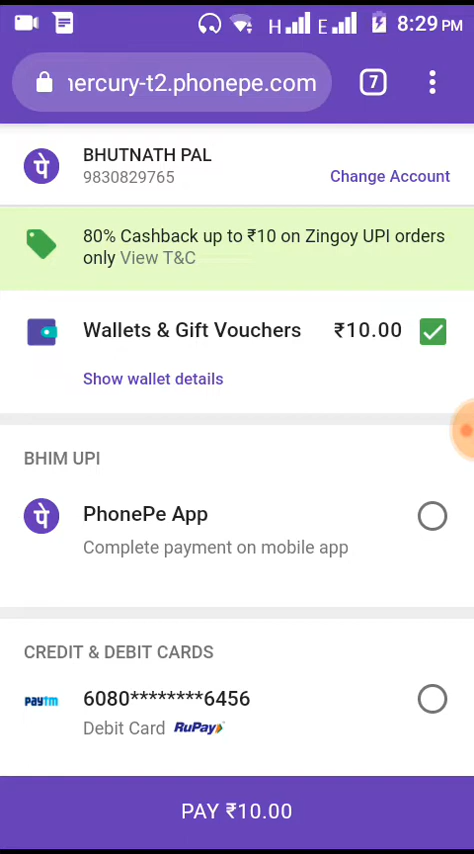 H E 8:29 PM
nercury-t2.phonepe.com 7
BHUTNATH PAL
9830829765
Change Account
80% Cashback up to ₹10 on Zingoy UPI orders
only View T&C
Wallets & Gift Vouchers ₹10.00
Show wallet details
BHIM UPI
पे PhonePe App
Complete payment on mobile app
CREDIT & DEBIT CARDS
paytm 6080********6456
Debit Card RuPay
PAY ₹10.00